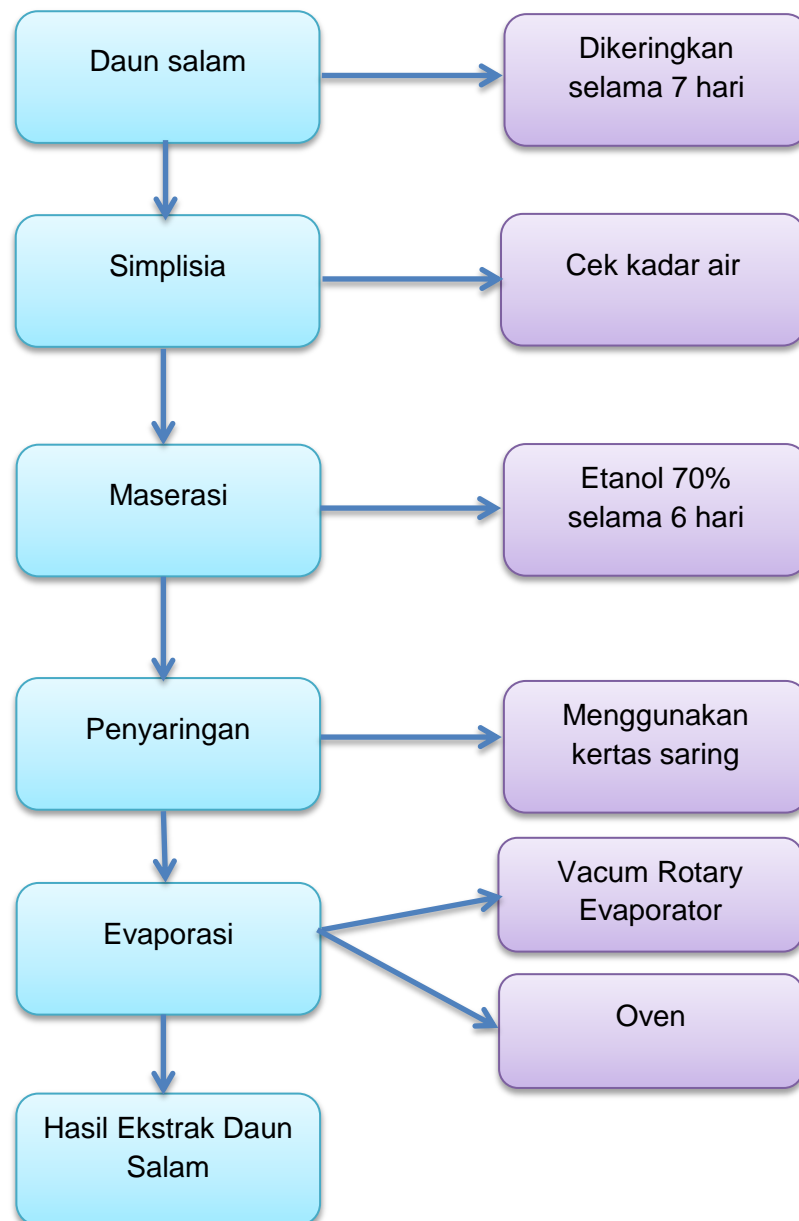 Daun salam
Dikeringkan
selama 7 hari
Simplisia
Cek kadar air
Maserasi
Etanol 70%
selama 6 hari
Penyaringan
Menggunakan
kertas saring
Evaporasi
Vacum Rotary
Evaporator
Oven
Hasil Ekstrak Daun
Salam